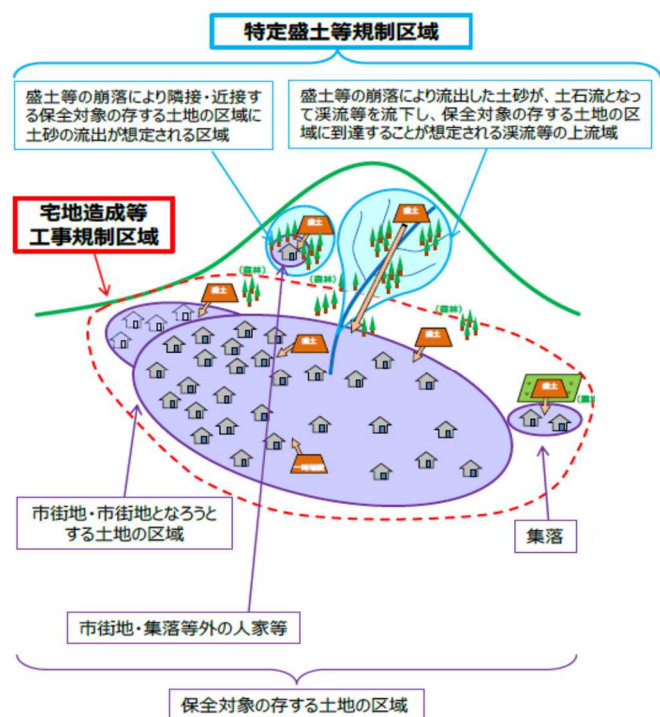 特定盛土等規制区域
盛土等の崩落により隣接・近接す
る保全対象の存する土地の区域に
土砂の流出が想定される区域
盛土等の崩落により流出した土砂が、土石流となっ
て渓流等を流下し、保全対象の存する土地の区
域に到達することが想定される渓流等の上流域
宅地造成等
工事規制区域
盛土
盛土
(森林)
(森林)
盛土
(森林)
盛土
盛土
盛土
市街地・市街地となろうと
する土地の区域
集落
市街地・集落等外の人家等
保全対象の存する土地の区域